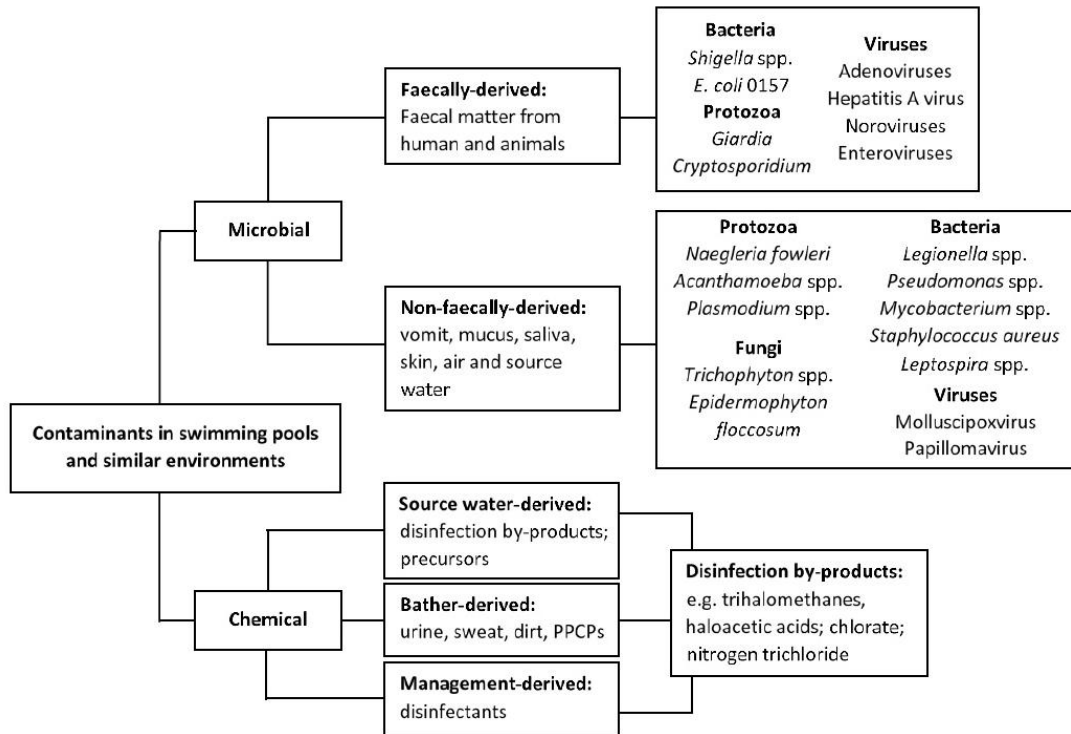 Contaminants in swimming pools
and similar environments
Microbial
Faecally-derived:
Faecal matter from
human and animals
Bacteria
Shigella spp.
E. coli 0157
Protozoa
Giardia
Cryptosporidium
Viruses
Adenoviruses
Hepatitis A virus
Noroviruses
Enteroviruses
Non-faecally-derived:
vomit, mucus, saliva,
skin, air and source
water
Protozoa
Naegleria fowleri
Acanthamoeba spp.
Plasmodium spp.
Fungi
Trichophyton spp.
Epidermophyton
floccosum
Bacteria
Legionella spp.
Pseudomonas spp.
Mycobacterium spp.
Staphylococcus aureus
Leptospira spp.
Viruses
Molluscipoxvirus
Papillomavirus
Chemical
Source water-derived:
disinfection by-products;
precursors
Bather-derived:
urine, sweat, dirt, PPCPs
Management-derived:
disinfectants
Disinfection by-products:
e.g. trihalomethanes,
haloacetic acids; chlorate;
nitrogen trichloride